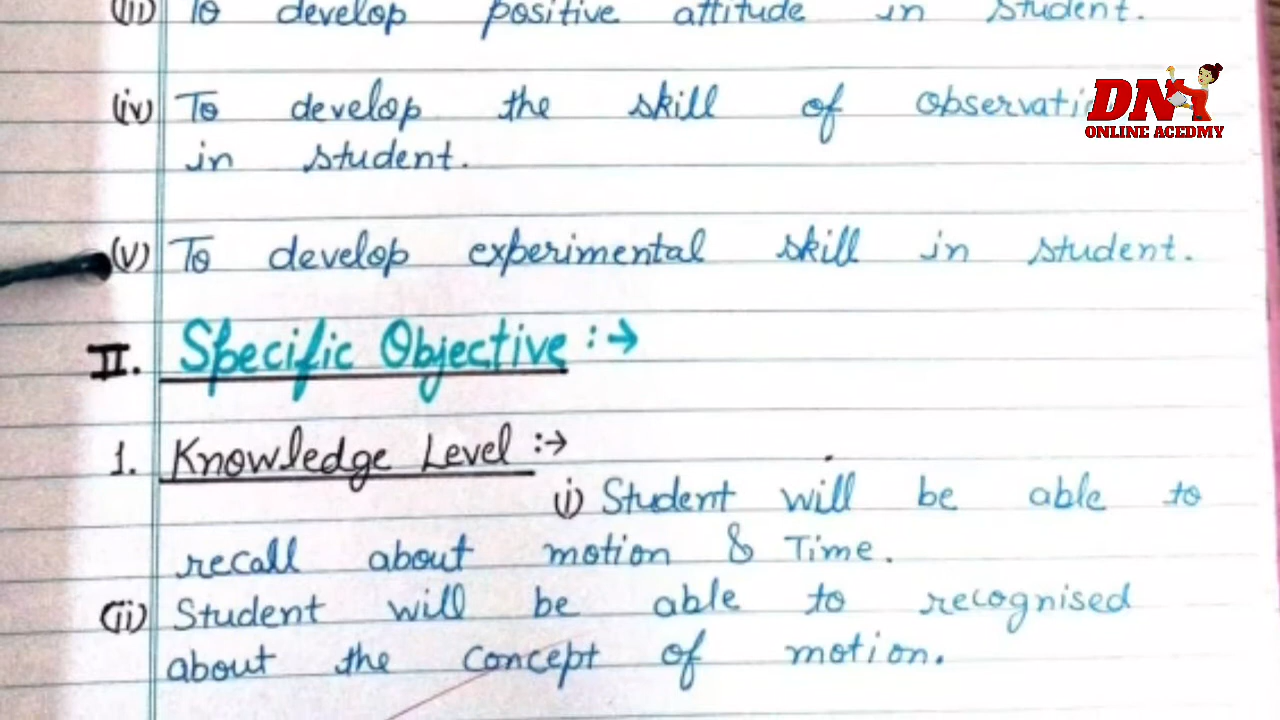 (iii) To develop positive attitude in student.
(iv) To develop the skill of observati
in student.
DN
ONLINE ACEDMY
(v) To develop experimental skill in student.
II. Specific Objective :→
1. Knowledge Level :→
(i) Student will be able to
recall about motion & Time.
(ii) Student will be able to recognised
about the concept of motion.